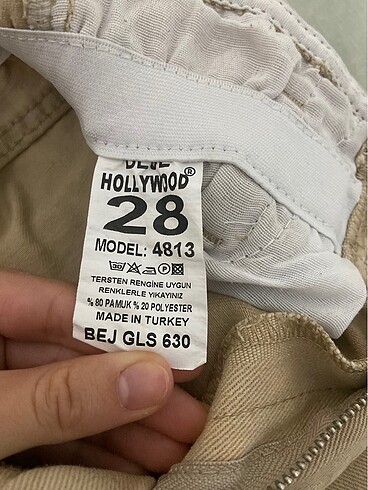 HOLLYWOOD®
28
MODEL: 4813
30
TERSTEN RENGINE UYGUN
RENKLERLE YIKAYINIZ
% 80 PAMUK % 20 POLYESTER
MADE IN TURKEY
BEJ GLS 630